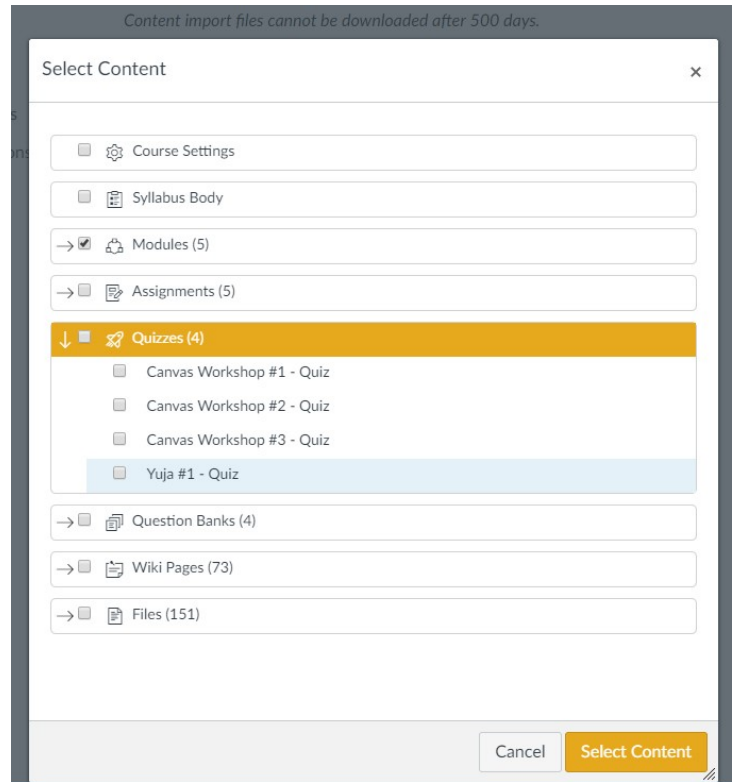 Content import files cannot be downloaded after 500 days.
Select Content
×
s
ons
Course Settings
Syllabus Body
Modules (5)
Assignments (5)
Quizzes (4)
Canvas Workshop #1 - Quiz
Canvas Workshop #2 - Quiz
Canvas Workshop #3 - Quiz
Yuja #1 - Quiz
Question Banks (4)
Wiki Pages (73)
Files (151)
Cancel
Select Content